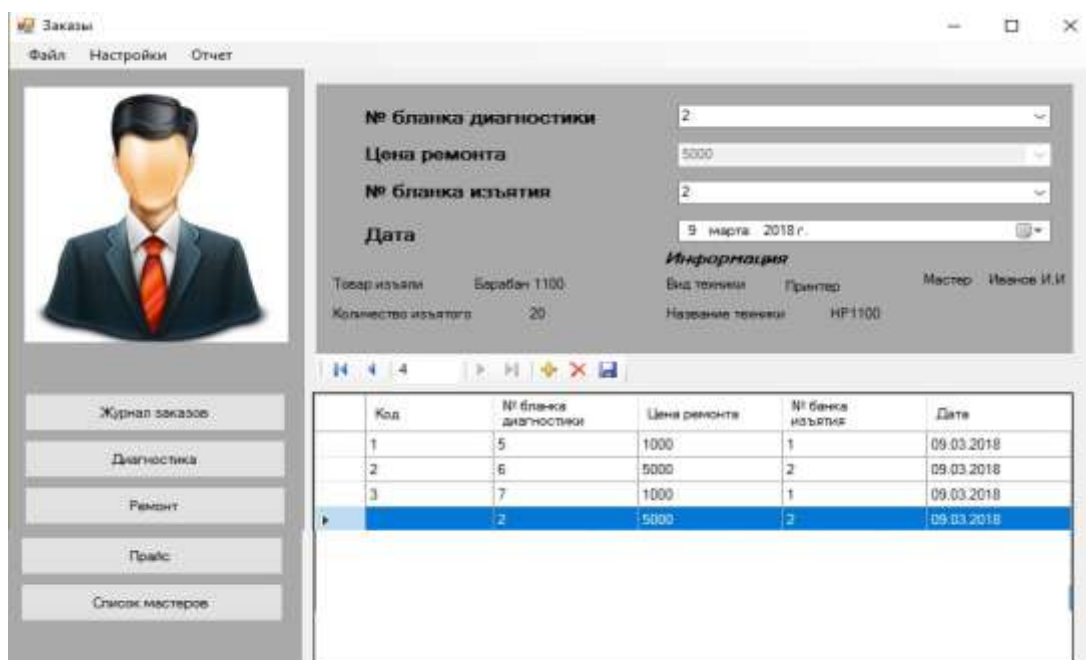 Заказы
Файл Настройки Отчет
№ бланка диагностики 2
Цена ремонта 5000
№ бланка изъятия 2
Дата 9 марта 2018 г.
Информация
Товар изъяли Барабан 1100 Вид техники Принтер Мастер Иванов И.И
Количество изъятого 20 Название техники HP1100
4
Журнал заказов
Диагностика
Ремонт
Прайс
Список мастеров
Код № бланка диагностики Цена ремонта № банка изъятия Дата
1 5 1000 1 09.03.2018
2 6 5000 2 09.03.2018
3 7 1000 1 09.03.2018
2 5000 2 09.03.2018